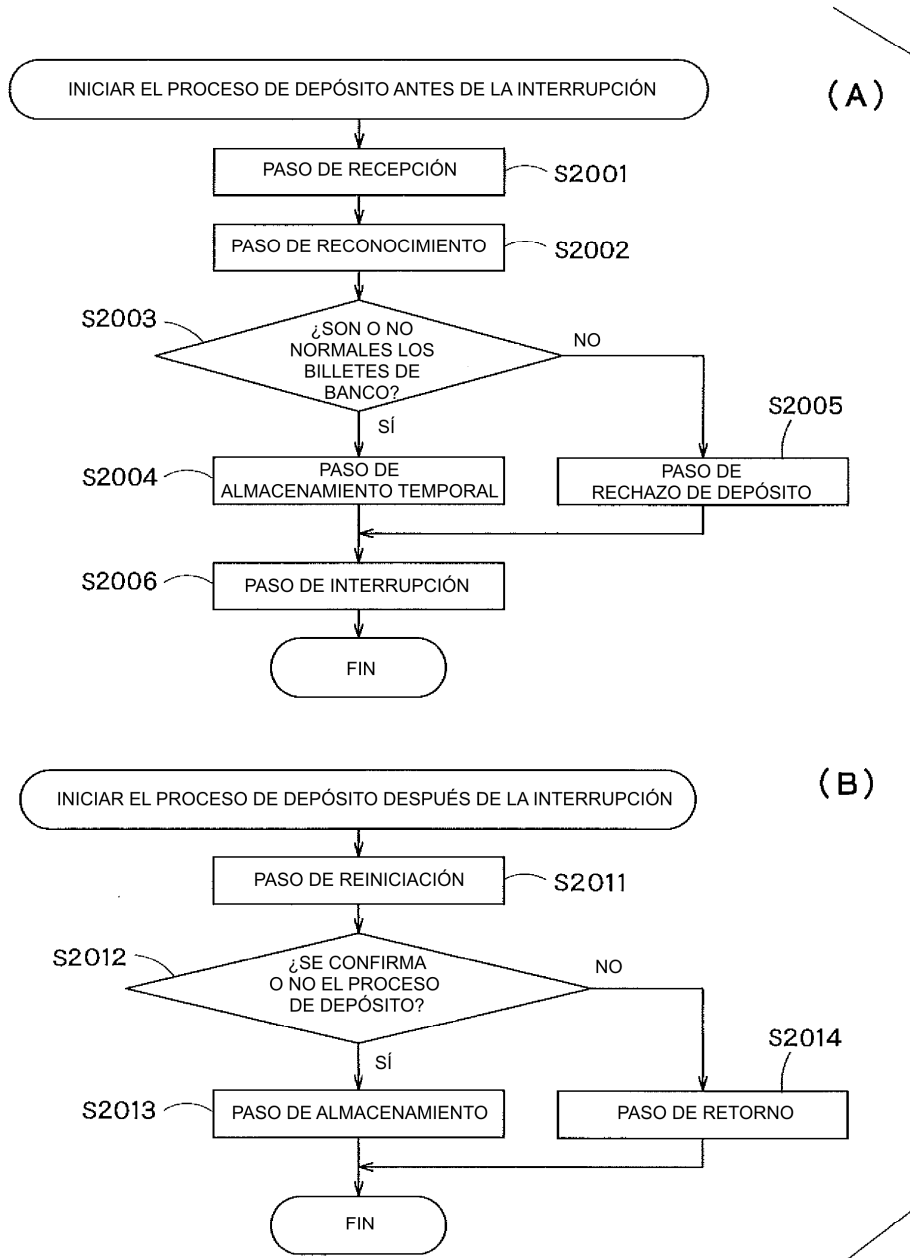 INICIAR EL PROCESO DE DEPÓSITO ANTES DE LA INTERRUPCIÓN
(A)
PASO DE RECEPCIÓN
S2001
PASO DE RECONOCIMIENTO
S2002
S2003
¿SON O NO
NORMALES LOS
BILLETES DE
BANCO?
NO
SÍ
S2005
S2004
PASO DE
ALMACENAMIENTO TEMPORAL
PASO DE
RECHAZO DE DEPÓSITO
S2006
PASO DE INTERRUPCIÓN
FIN
(B)
INICIAR EL PROCESO DE DEPÓSITO DESPUÉS DE LA INTERRUPCIÓN
PASO DE REINICIACIÓN
S2011
S2012
¿SE CONFIRMA
O NO EL PROCESO
DE DEPÓSITO?
NO
SÍ
S2014
S2013
PASO DE ALMACENAMIENTO
PASO DE RETORNO
FIN